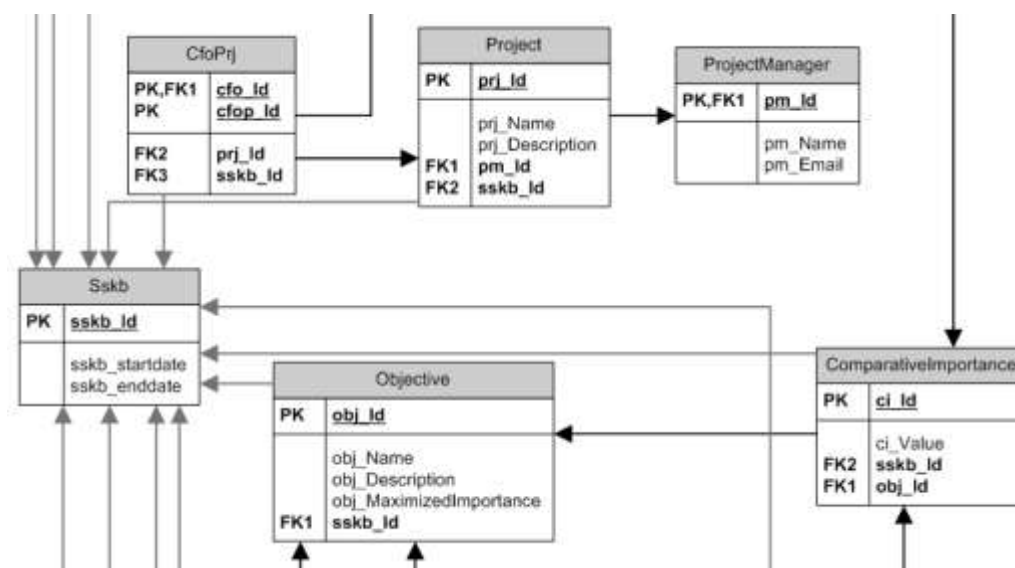 CfoPrj
PK,FK1 cfo_Id
PK cfop_Id
FK2 prj_Id
FK3 sskb_Id
Project
PK prj_Id
prj_Name
prj_Description
FK1 pm_Id
FK2 sskb_Id
ProjectManager
PK,FK1 pm_Id
pm_Name
pm_Email
Sskb
PK sskb_Id
sskb_startdate
sskb_enddate
Objective
PK obj_Id
obj_Name
obj_Description
obj_MaximizedImportance
FK1 sskb_Id
ComparativeImportance
PK ci_Id
ci_Value
FK2 sskb_Id
FK1 obj_Id